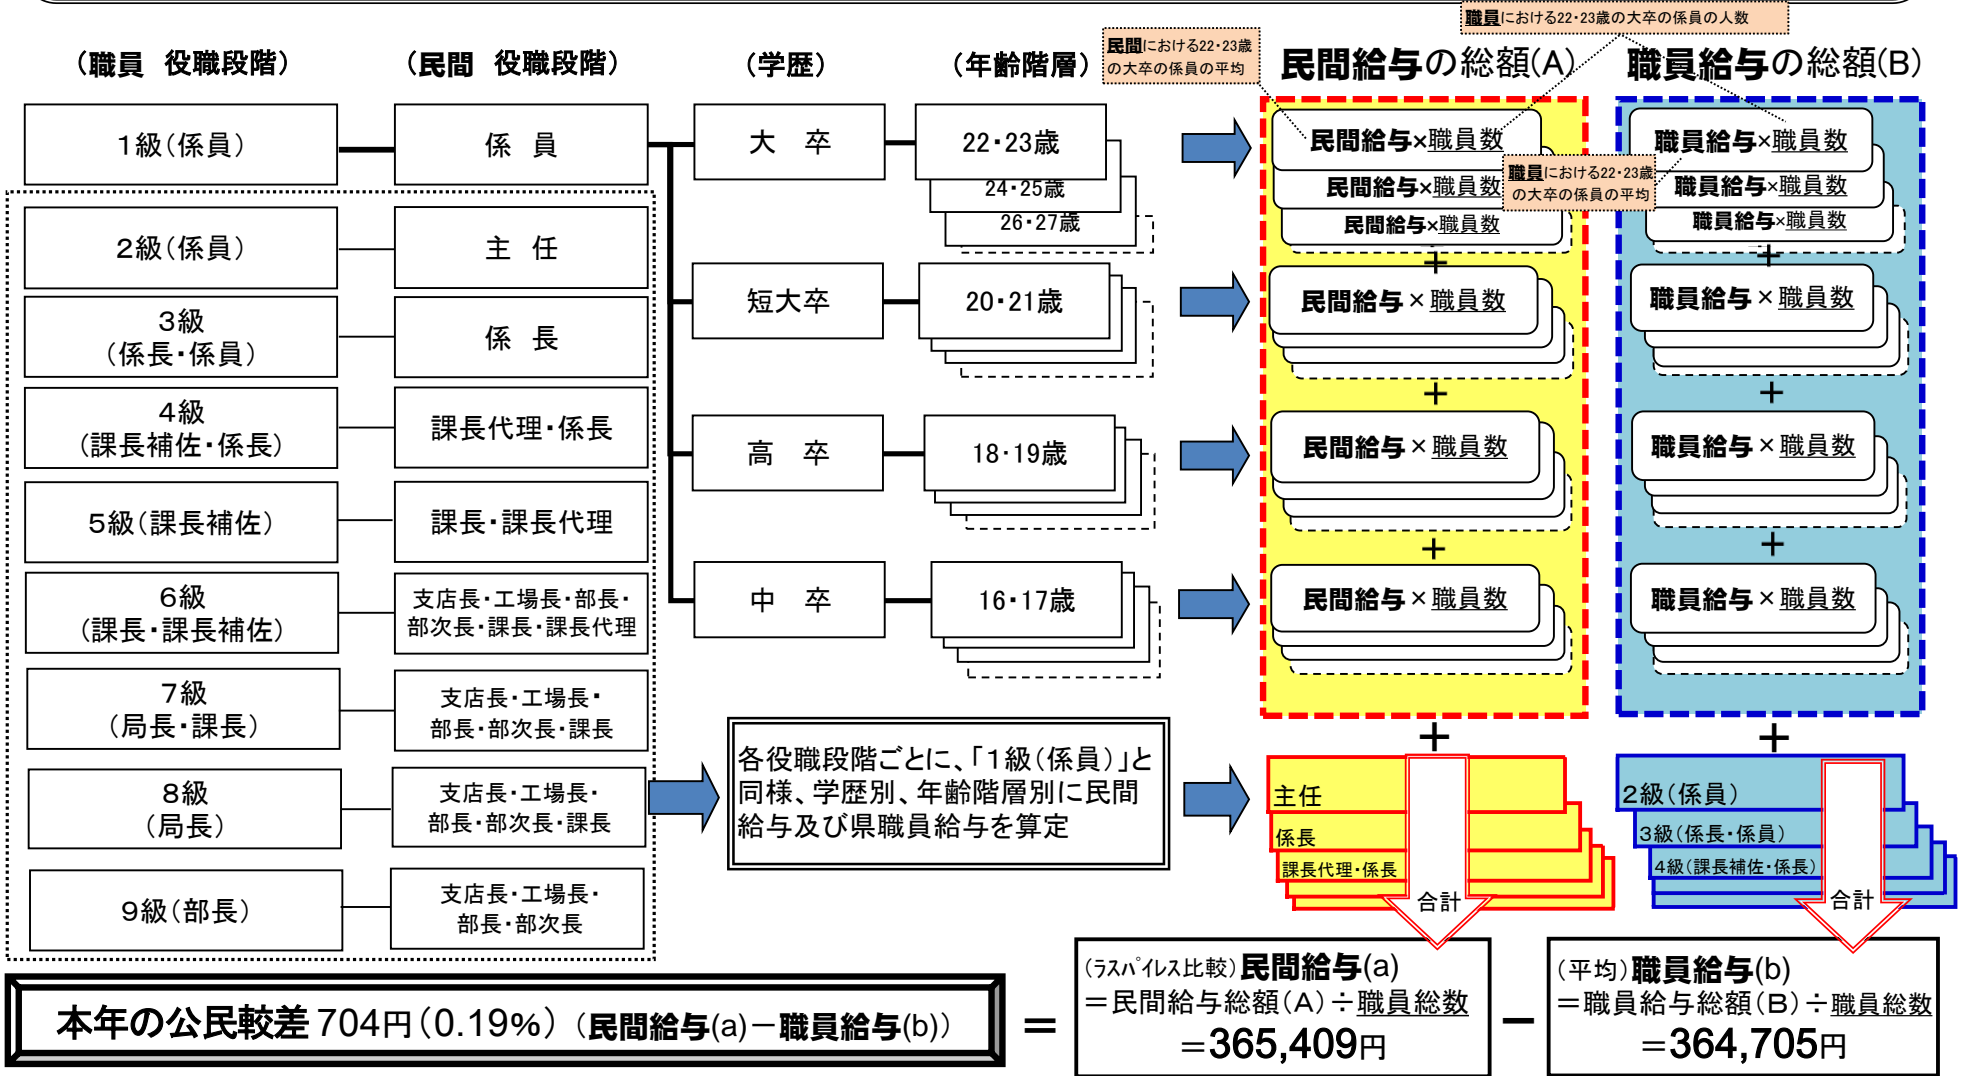 職員における22・23歳の大卒の係員の人数
(職員 役職段階)
(民間 役職段階)
(学歴)
(年齢階層)
民間における22・23歳
の大卒の係員の平均
民間給与の総額(A)
職員給与の総額(B)
1級(係員)
係 員
大 卒
22・23歳
24・25歳
26・27歳
民間給与×職員数
民間給与×職員数
民間給与×職員数
職員における22・23歳
の大卒の係員の平均
職員給与×職員数
職員給与×職員数
職員給与×職員数
+
+
2級(係員)
主 任
短大卒
20・21歳
民間給与×職員数
職員給与×職員数
3級
(係長・係員)
係 長
+
+
4級
(課長補佐・係長)
課長代理・係長
高 卒
18・19歳
民間給与×職員数
職員給与×職員数
5級(課長補佐)
課長・課長代理
+
+
6級
(課長・課長補佐)
支店長・工場長・部長・
部次長・課長・課長代理
中 卒
16・17歳
民間給与×職員数
職員給与×職員数
7級
(局長・課長)
支店長・工場長・
部長・部次長・課長
+
+
8級
(局長)
支店長・工場長・
部長・部次長・課長
各役職段階ごとに、「1級(係員)」と
同様、学歴別、年齢階層別に民間
給与及び県職員給与を算定
主任
係長
課長代理・係長
合計
2級(係員)
3級(係長・係員)
4級(課長補佐・係長)
合計
9級(部長)
支店長・工場長・
部長・部次長
本年の公民較差 704円(0.19%) (民間給与(a)-職員給与(b))
=
(ラスパイレス比較)民間給与(a)
=民間給与総額(A)÷職員総数
=365,409円
-
(平均)職員給与(b)
=職員給与総額(B)÷職員総数
=364,705円